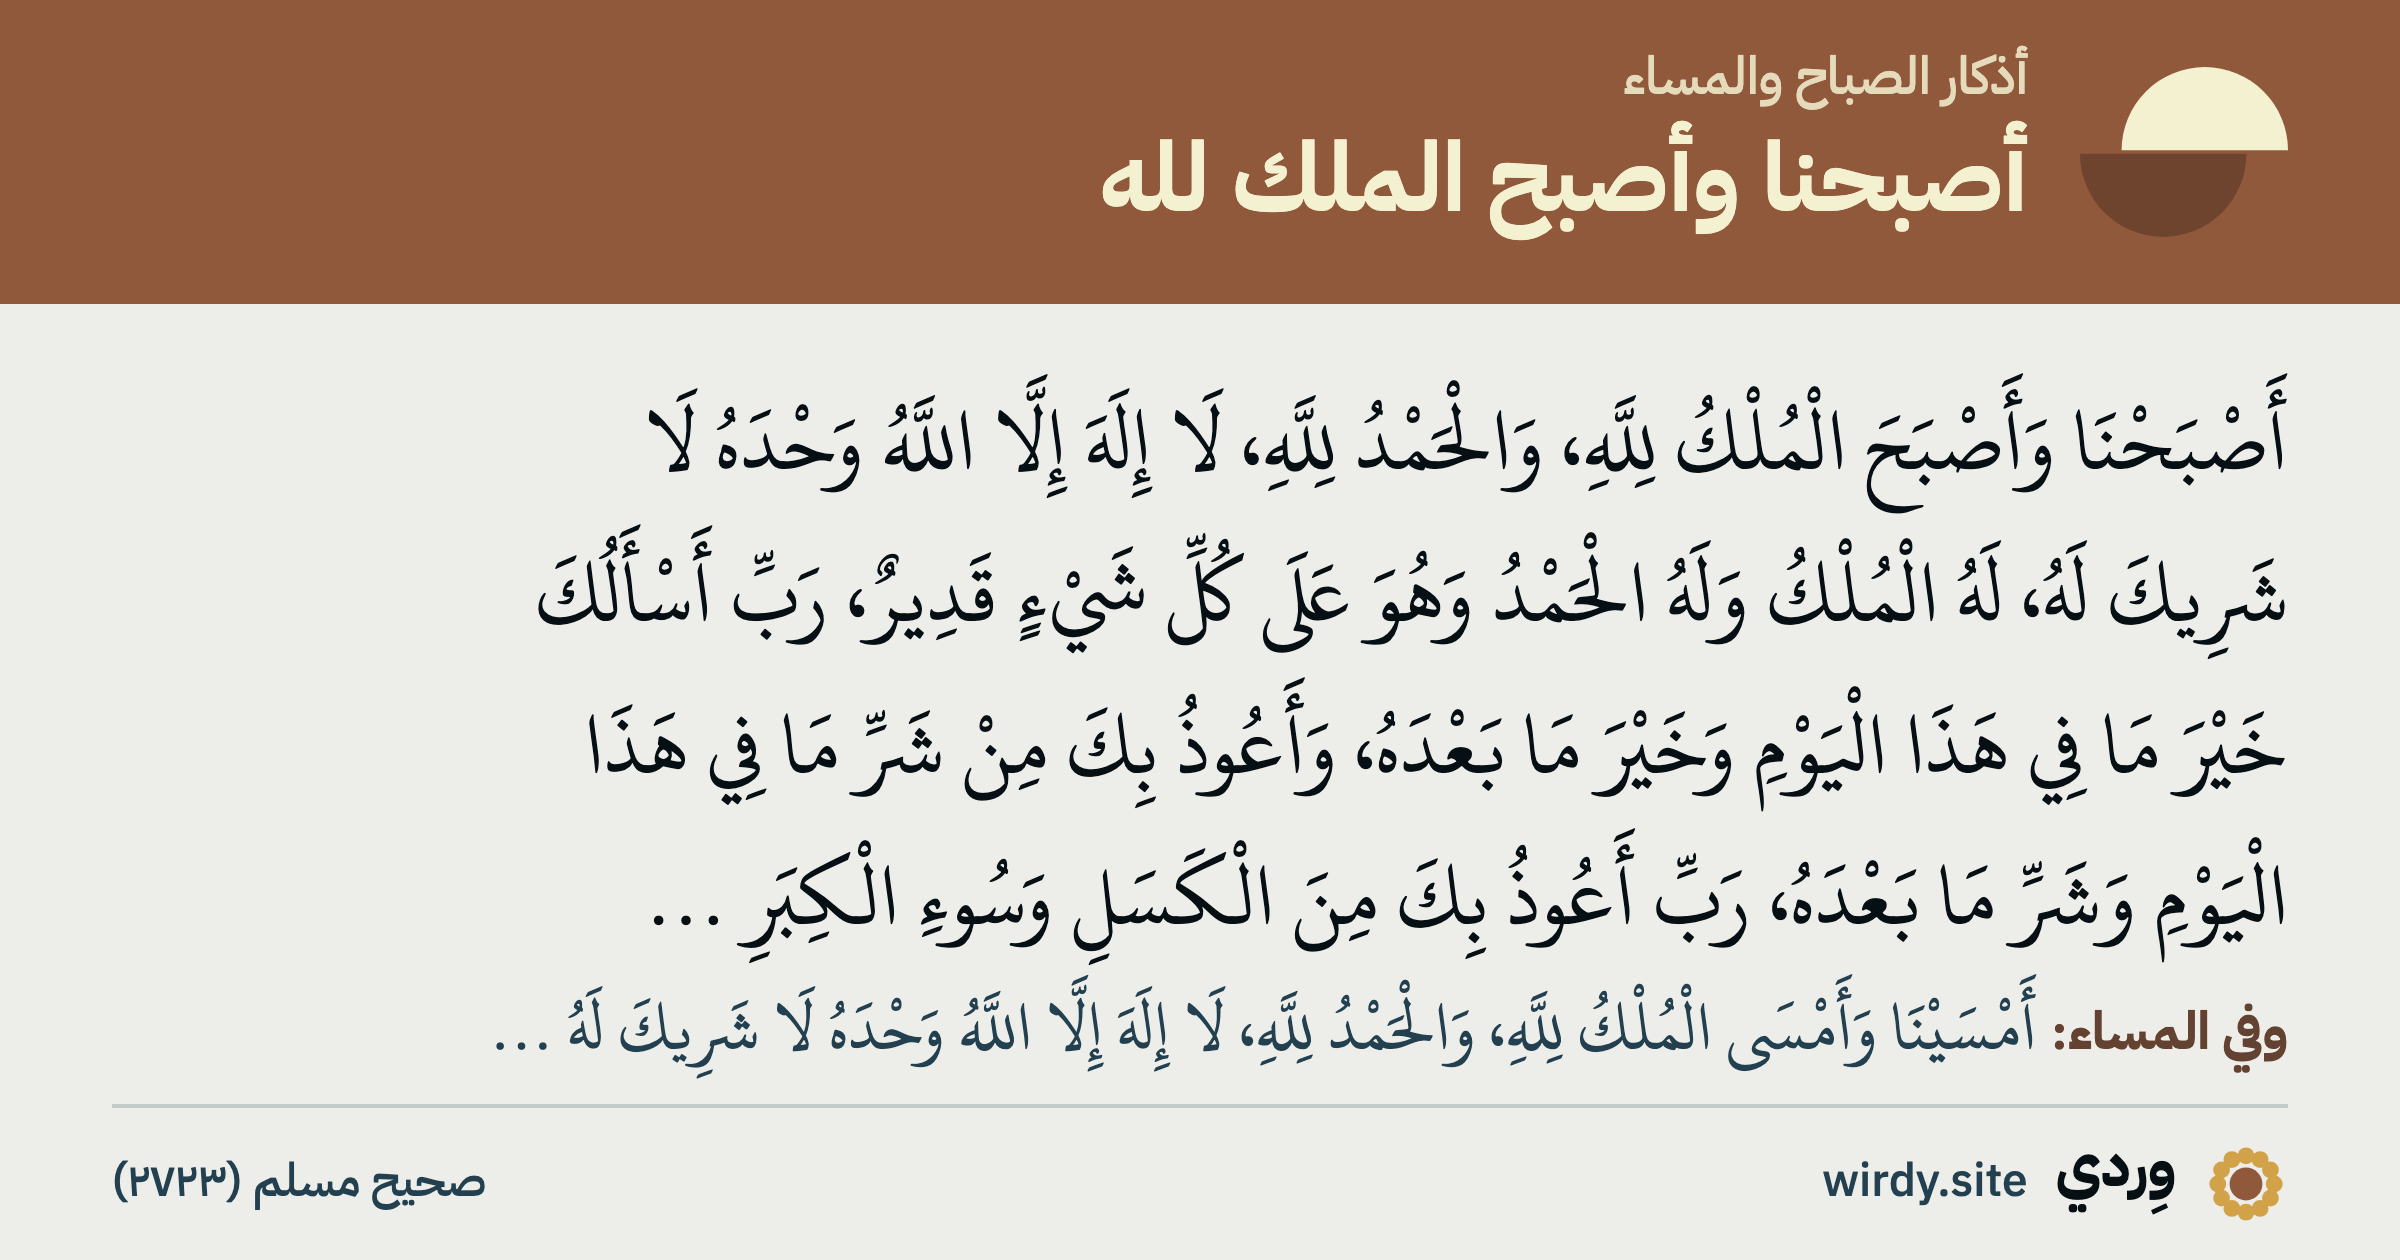 أذكار الصباح والمساء
أصبحنا وأصبح الملك لله
أَصْبَحْنَا وَأَصْبَحَ الْمُلْكُ لِلَّهِ، وَالْحَمْدُ لِلَّهِ، لَا إِلَهَ إِلَّا اللَّهُ وَحْدَهُ لَا
شَرِيكَ لَهُ، لَهُ الْمُلْكُ وَلَهُ الْحَمْدُ وَهُوَ عَلَى كُلِّ شَيْءٍ قَدِيرٌ، رَبِّ أَسْأَلُكَ
خَيْرَ مَا فِي هَذَا الْيَوْمِ وَخَيْرَ مَا بَعْدَهُ، وَأَعُوذُ بِكَ مِنْ شَرِّ مَا فِي هَذَا
الْيَوْمِ وَشَرِّ مَا بَعْدَهُ، رَبِّ أَعُوذُ بِكَ مِنَ الْكَسَلِ وَسُوءِ الْكِبَرِ ...
وفي المساء: أَمْسَيْنَا وَأَمْسَى الْمُلْكُ لِلَّهِ، وَالْحَمْدُ لِلَّهِ، لَا إِلَهَ إِلَّا اللَّهُ وَحْدَهُ لَا شَرِيكَ لَهُ ...
وِردي wirdy.site
صحيح مسلم (٢٧٢٣)